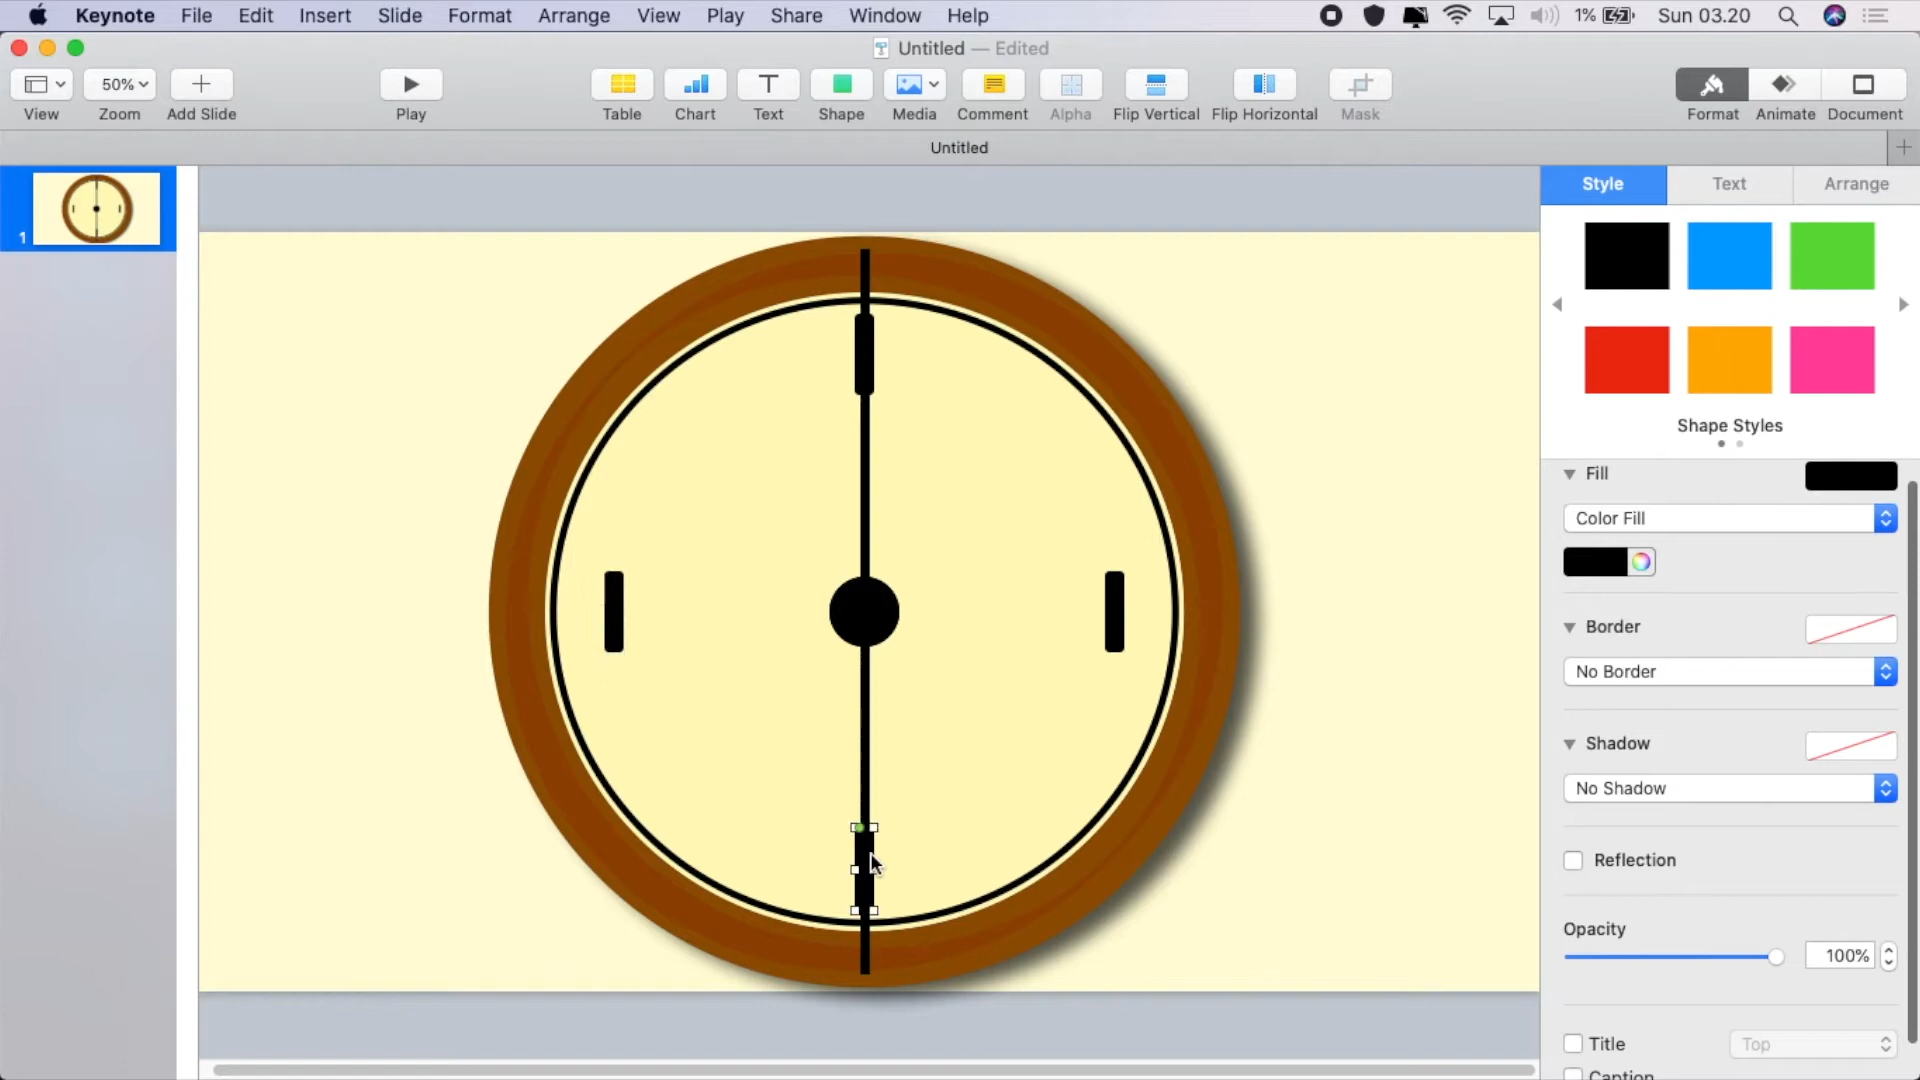 Keynote File Edit Insert Slide Format Arrange View Play Share Window Help 1% Sun 03.20
Untitled — Edited
50%
View Zoom Add Slide Play Table Chart Text Shape Media Comment Alpha Flip Vertical Flip Horizontal Mask Format Animate Document
Untitled
1
Style Text Arrange
Shape Styles
Fill
Color Fill
Border
No Border
Shadow
No Shadow
Reflection
Opacity
100%
Title Top
Caption